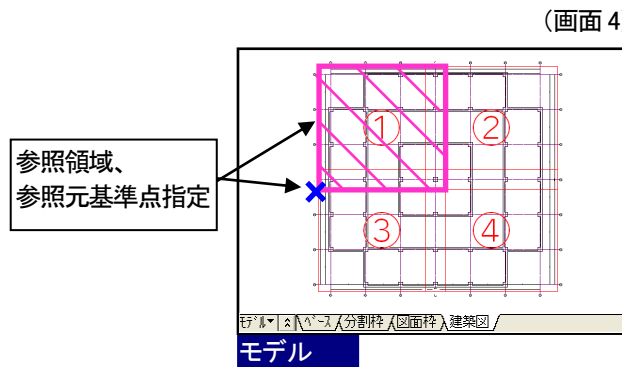 (画面 4)
① ②
参照領域、
参照元基準点指定
③ ④
ﾓﾃﾞﾙ▼ ベース 分割枠 図面枠 建築図
モデル